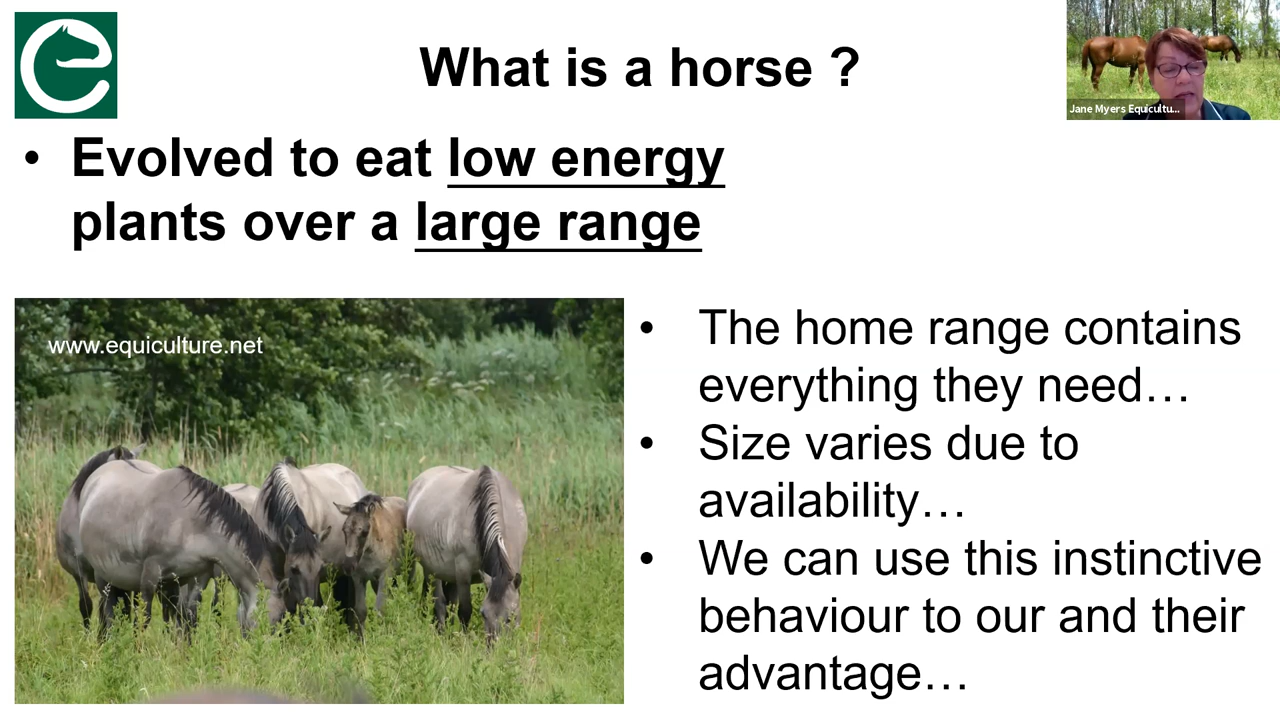 What is a horse ?
Jane Myers Equicultu...
• Evolved to eat low energy
plants over a large range
www.equiculture.net
• The home range contains
everything they need…
• Size varies due to
availability…
• We can use this instinctive
behaviour to our and their
advantage…